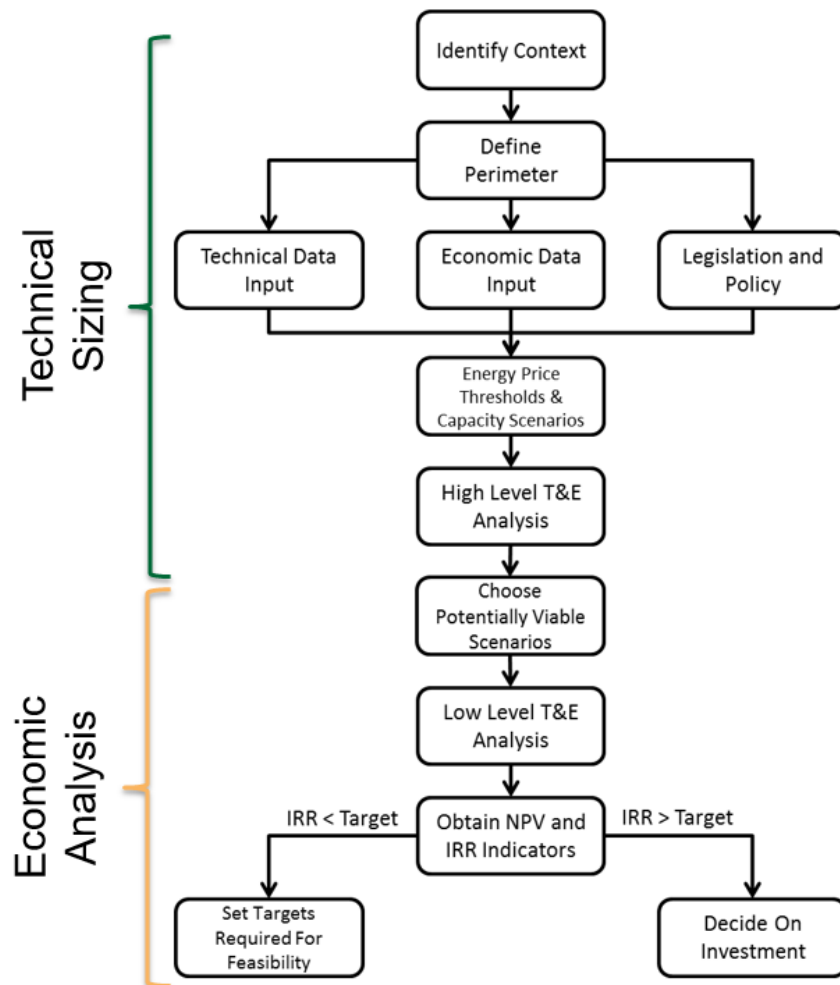 Technical
Sizing
Identify Context
Define
Perimeter
Technical Data
Input
Economic Data
Input
Legislation and
Policy
Energy Price
Thresholds &
Capacity Scenarios
High Level T&E
Analysis
Economic
Analysis
Choose
Potentially Viable
Scenarios
Low Level T&E
Analysis
IRR < Target
Obtain NPV and
IRR Indicators
IRR > Target
Set Targets
Required For
Feasibility
Decide On
Investment